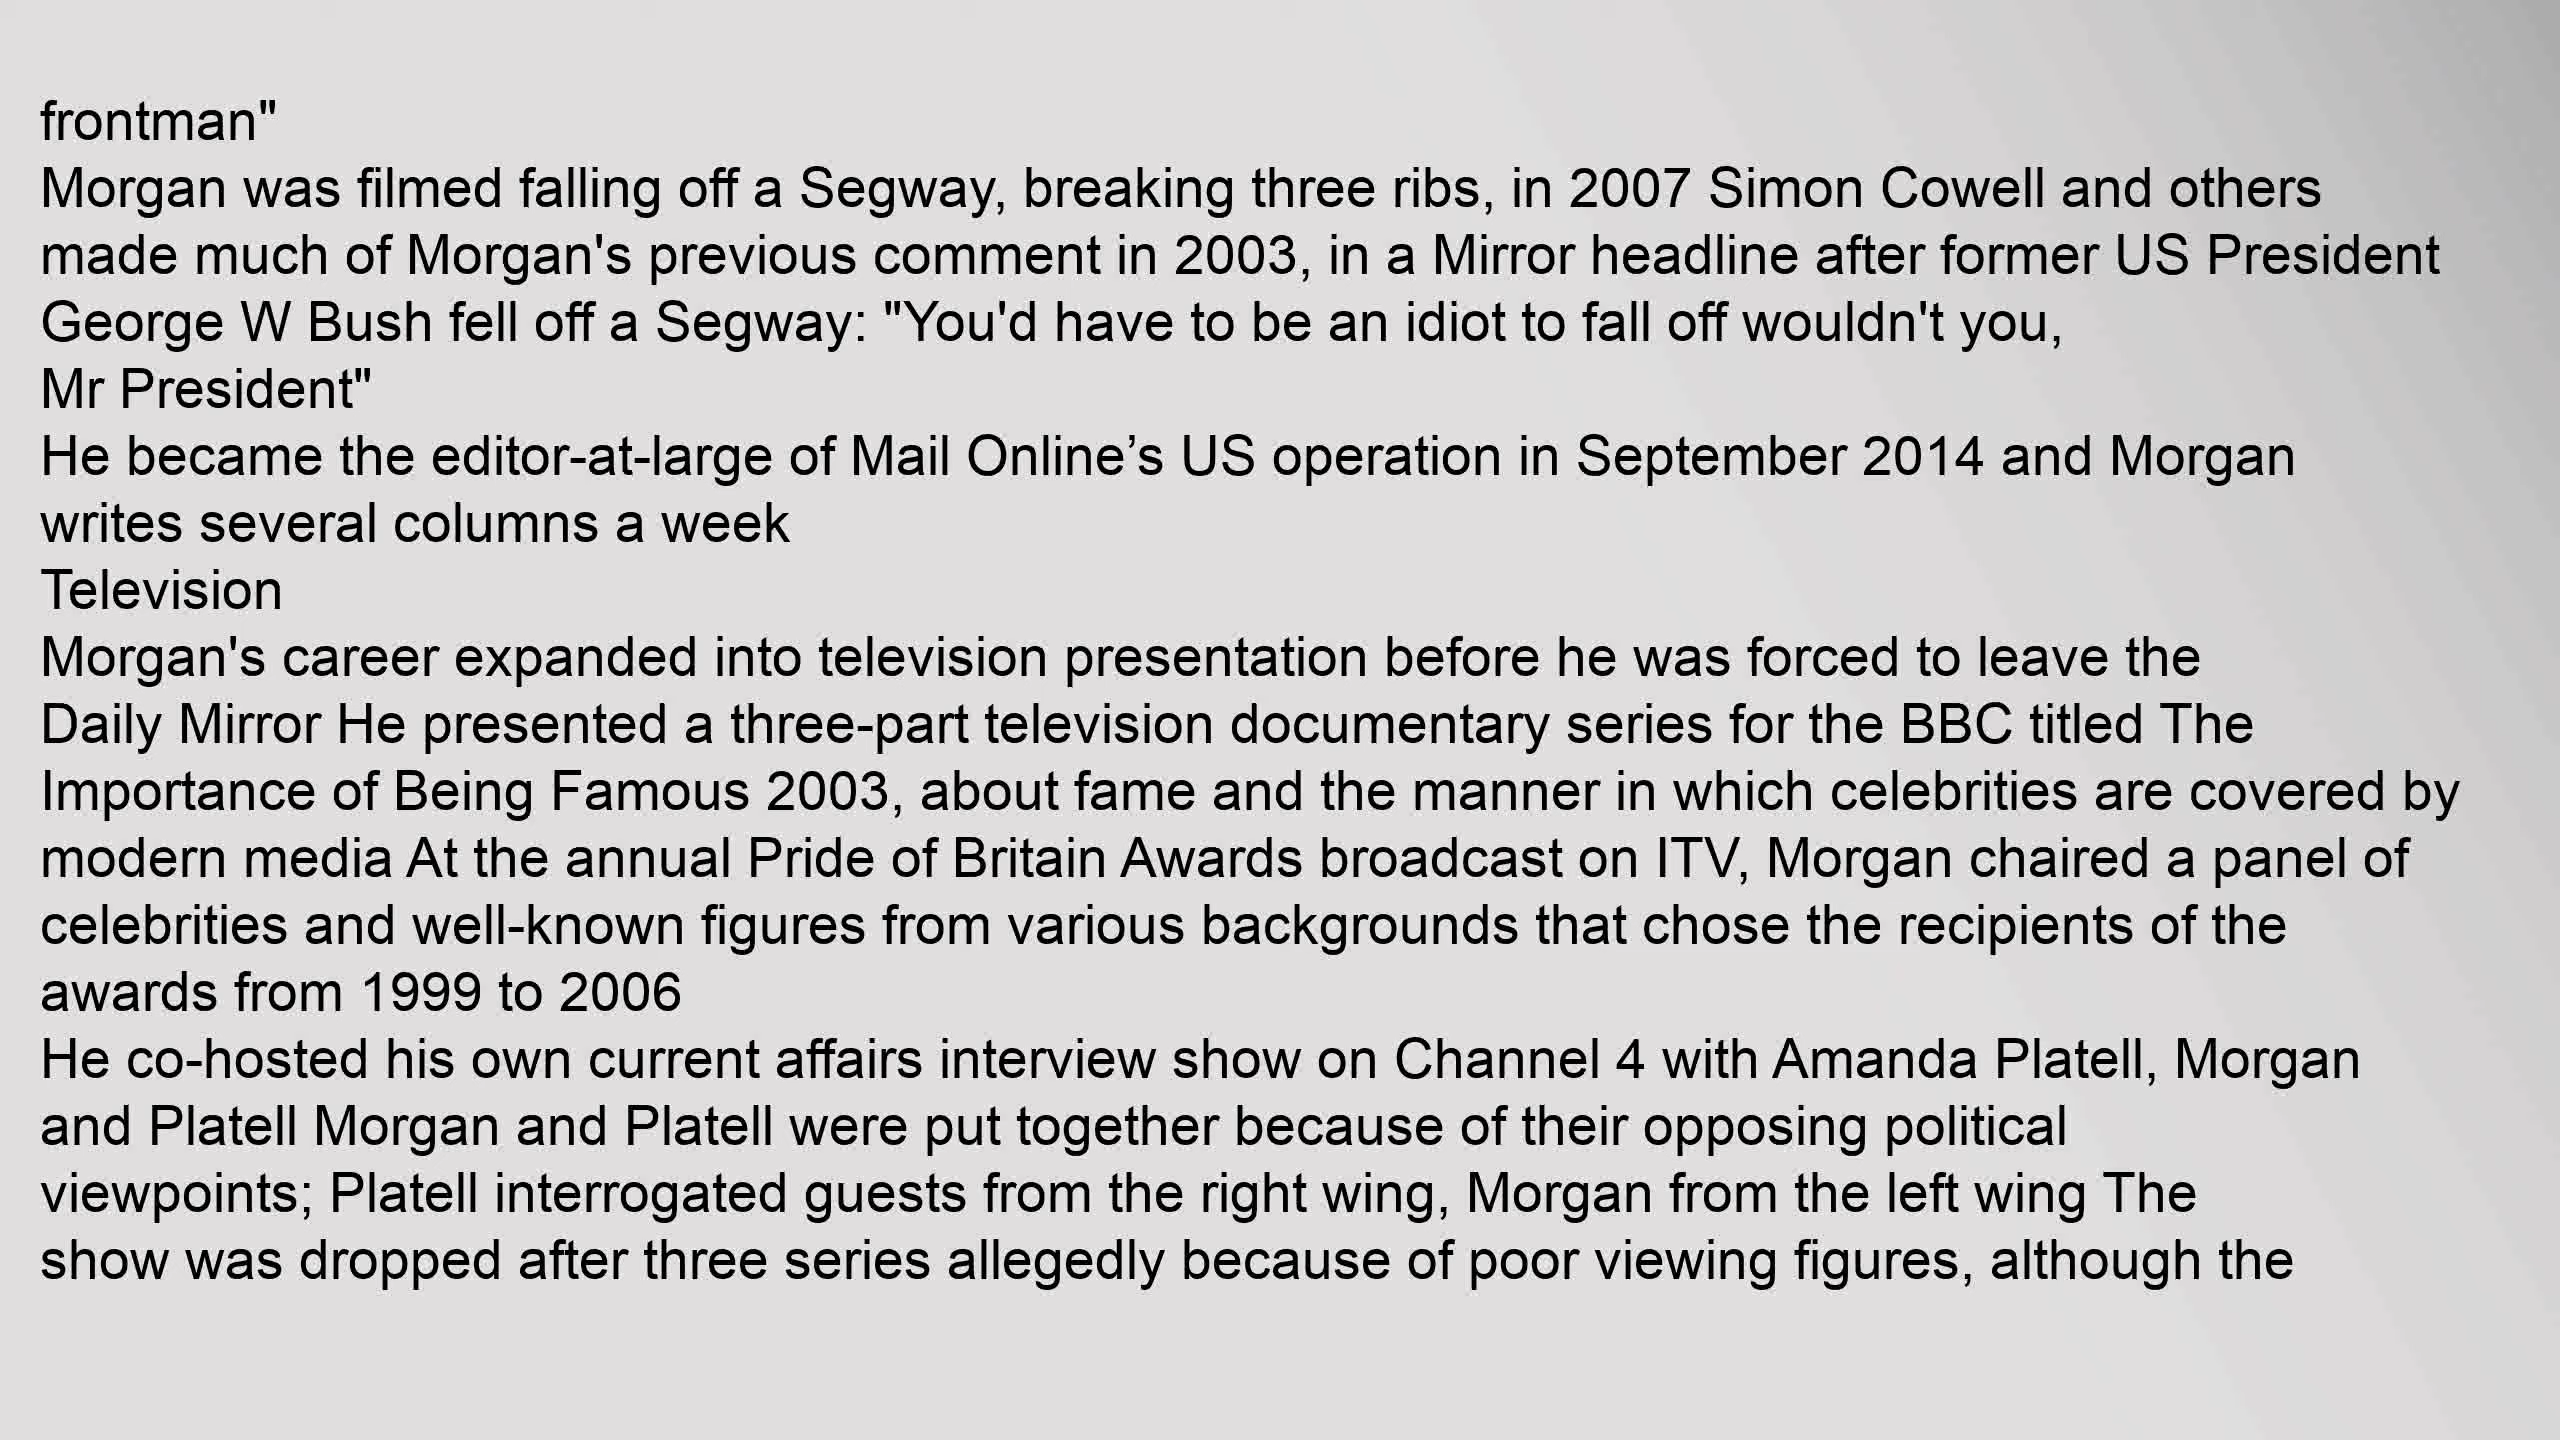 frontman"
Morgan was filmed falling off a Segway, breaking three ribs, in 2007 Simon Cowell and others
made much of Morgan's previous comment in 2003, in a Mirror headline after former US President
George W Bush fell off a Segway: "You'd have to be an idiot to fall off wouldn't you,
Mr President"
He became the editor-at-large of Mail Online’s US operation in September 2014 and Morgan
writes several columns a week
Television
Morgan's career expanded into television presentation before he was forced to leave the
Daily Mirror He presented a three-part television documentary series for the BBC titled The
Importance of Being Famous 2003, about fame and the manner in which celebrities are covered by
modern media At the annual Pride of Britain Awards broadcast on ITV, Morgan chaired a panel of
celebrities and well-known figures from various backgrounds that chose the recipients of the
awards from 1999 to 2006
He co-hosted his own current affairs interview show on Channel 4 with Amanda Platell, Morgan
and Platell Morgan and Platell were put together because of their opposing political
viewpoints; Platell interrogated guests from the right wing, Morgan from the left wing The
show was dropped after three series allegedly because of poor viewing figures, although the